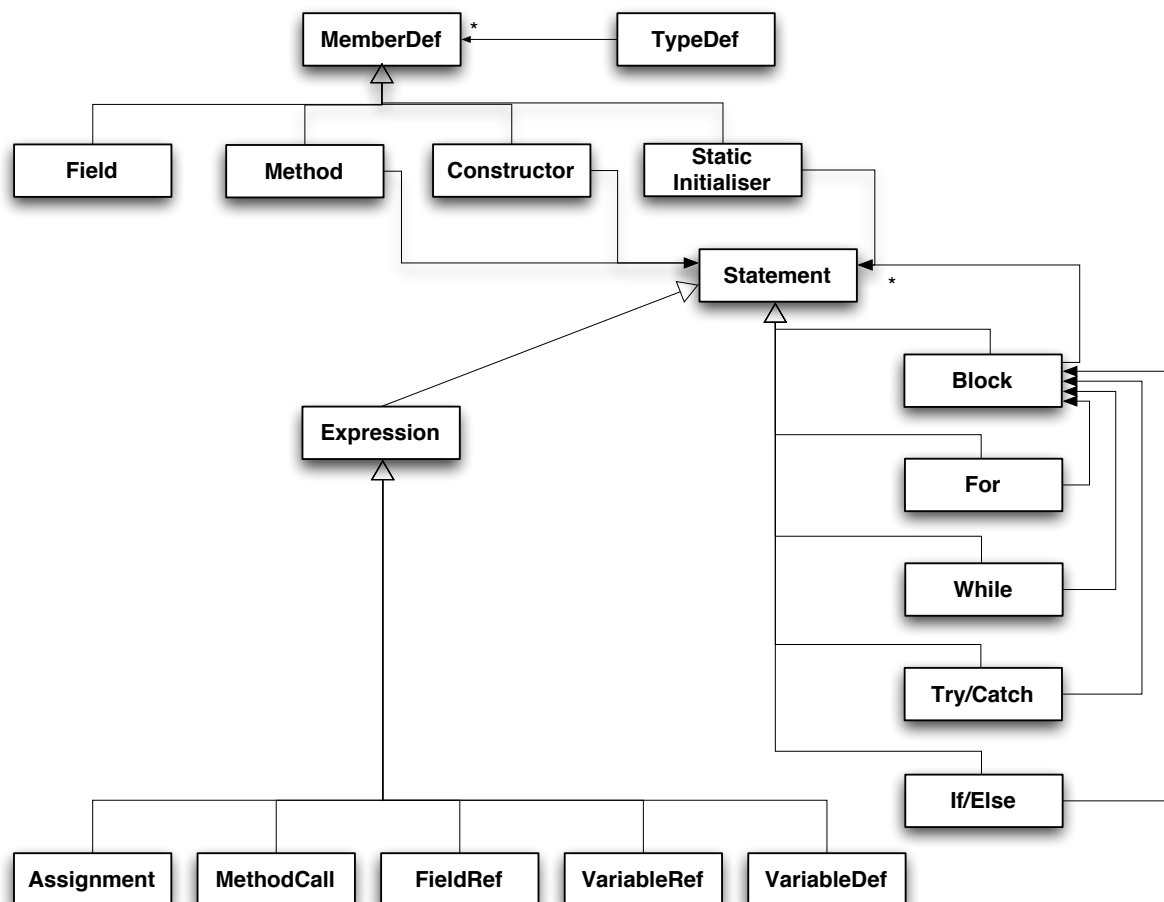 MemberDef
*
TypeDef
Field
Method
Constructor
Static
Initialiser
Statement
*
Block
Expression
For
While
Try/Catch
If/Else
Assignment
MethodCall
FieldRef
VariableRef
VariableDef